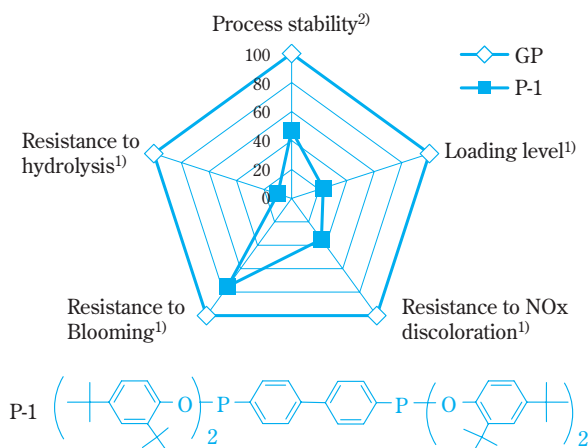 Process stability2)
100
80
60
40
20
0
GP
P-1
Resistance to
hydrolysis1)
Loading level1)
Resistance to
Blooming1)
Resistance to NOx
discoloration1)
P-1 ( O )2 P P ( O )2